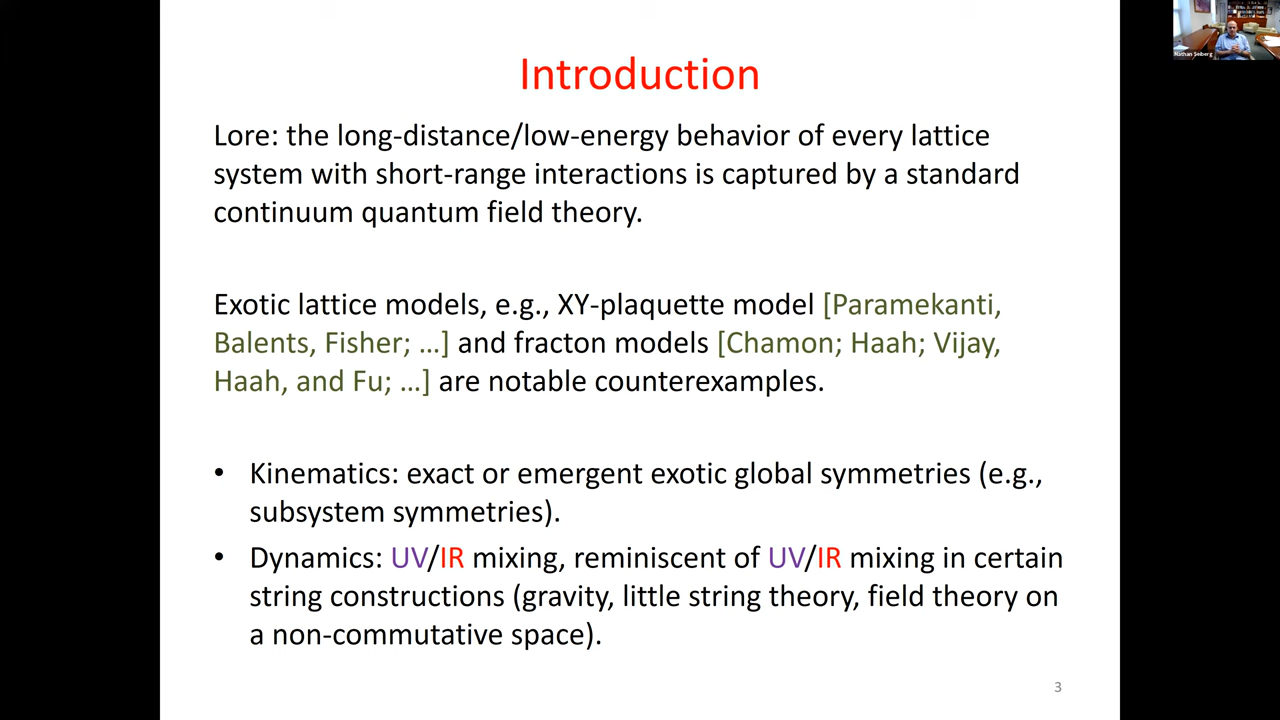 Introduction
Lore: the long-distance/low-energy behavior of every lattice
system with short-range interactions is captured by a standard
continuum quantum field theory.
Exotic lattice models, e.g., XY-plaquette model [Paramekanti,
Balents, Fisher; …] and fracton models [Chamon; Haah; Vijay,
Haah, and Fu; …] are notable counterexamples.
• Kinematics: exact or emergent exotic global symmetries (e.g.,
subsystem symmetries).
• Dynamics: UV/IR mixing, reminiscent of UV/IR mixing in certain
string constructions (gravity, little string theory, field theory on
a non-commutative space).
3
Nathan Seiberg